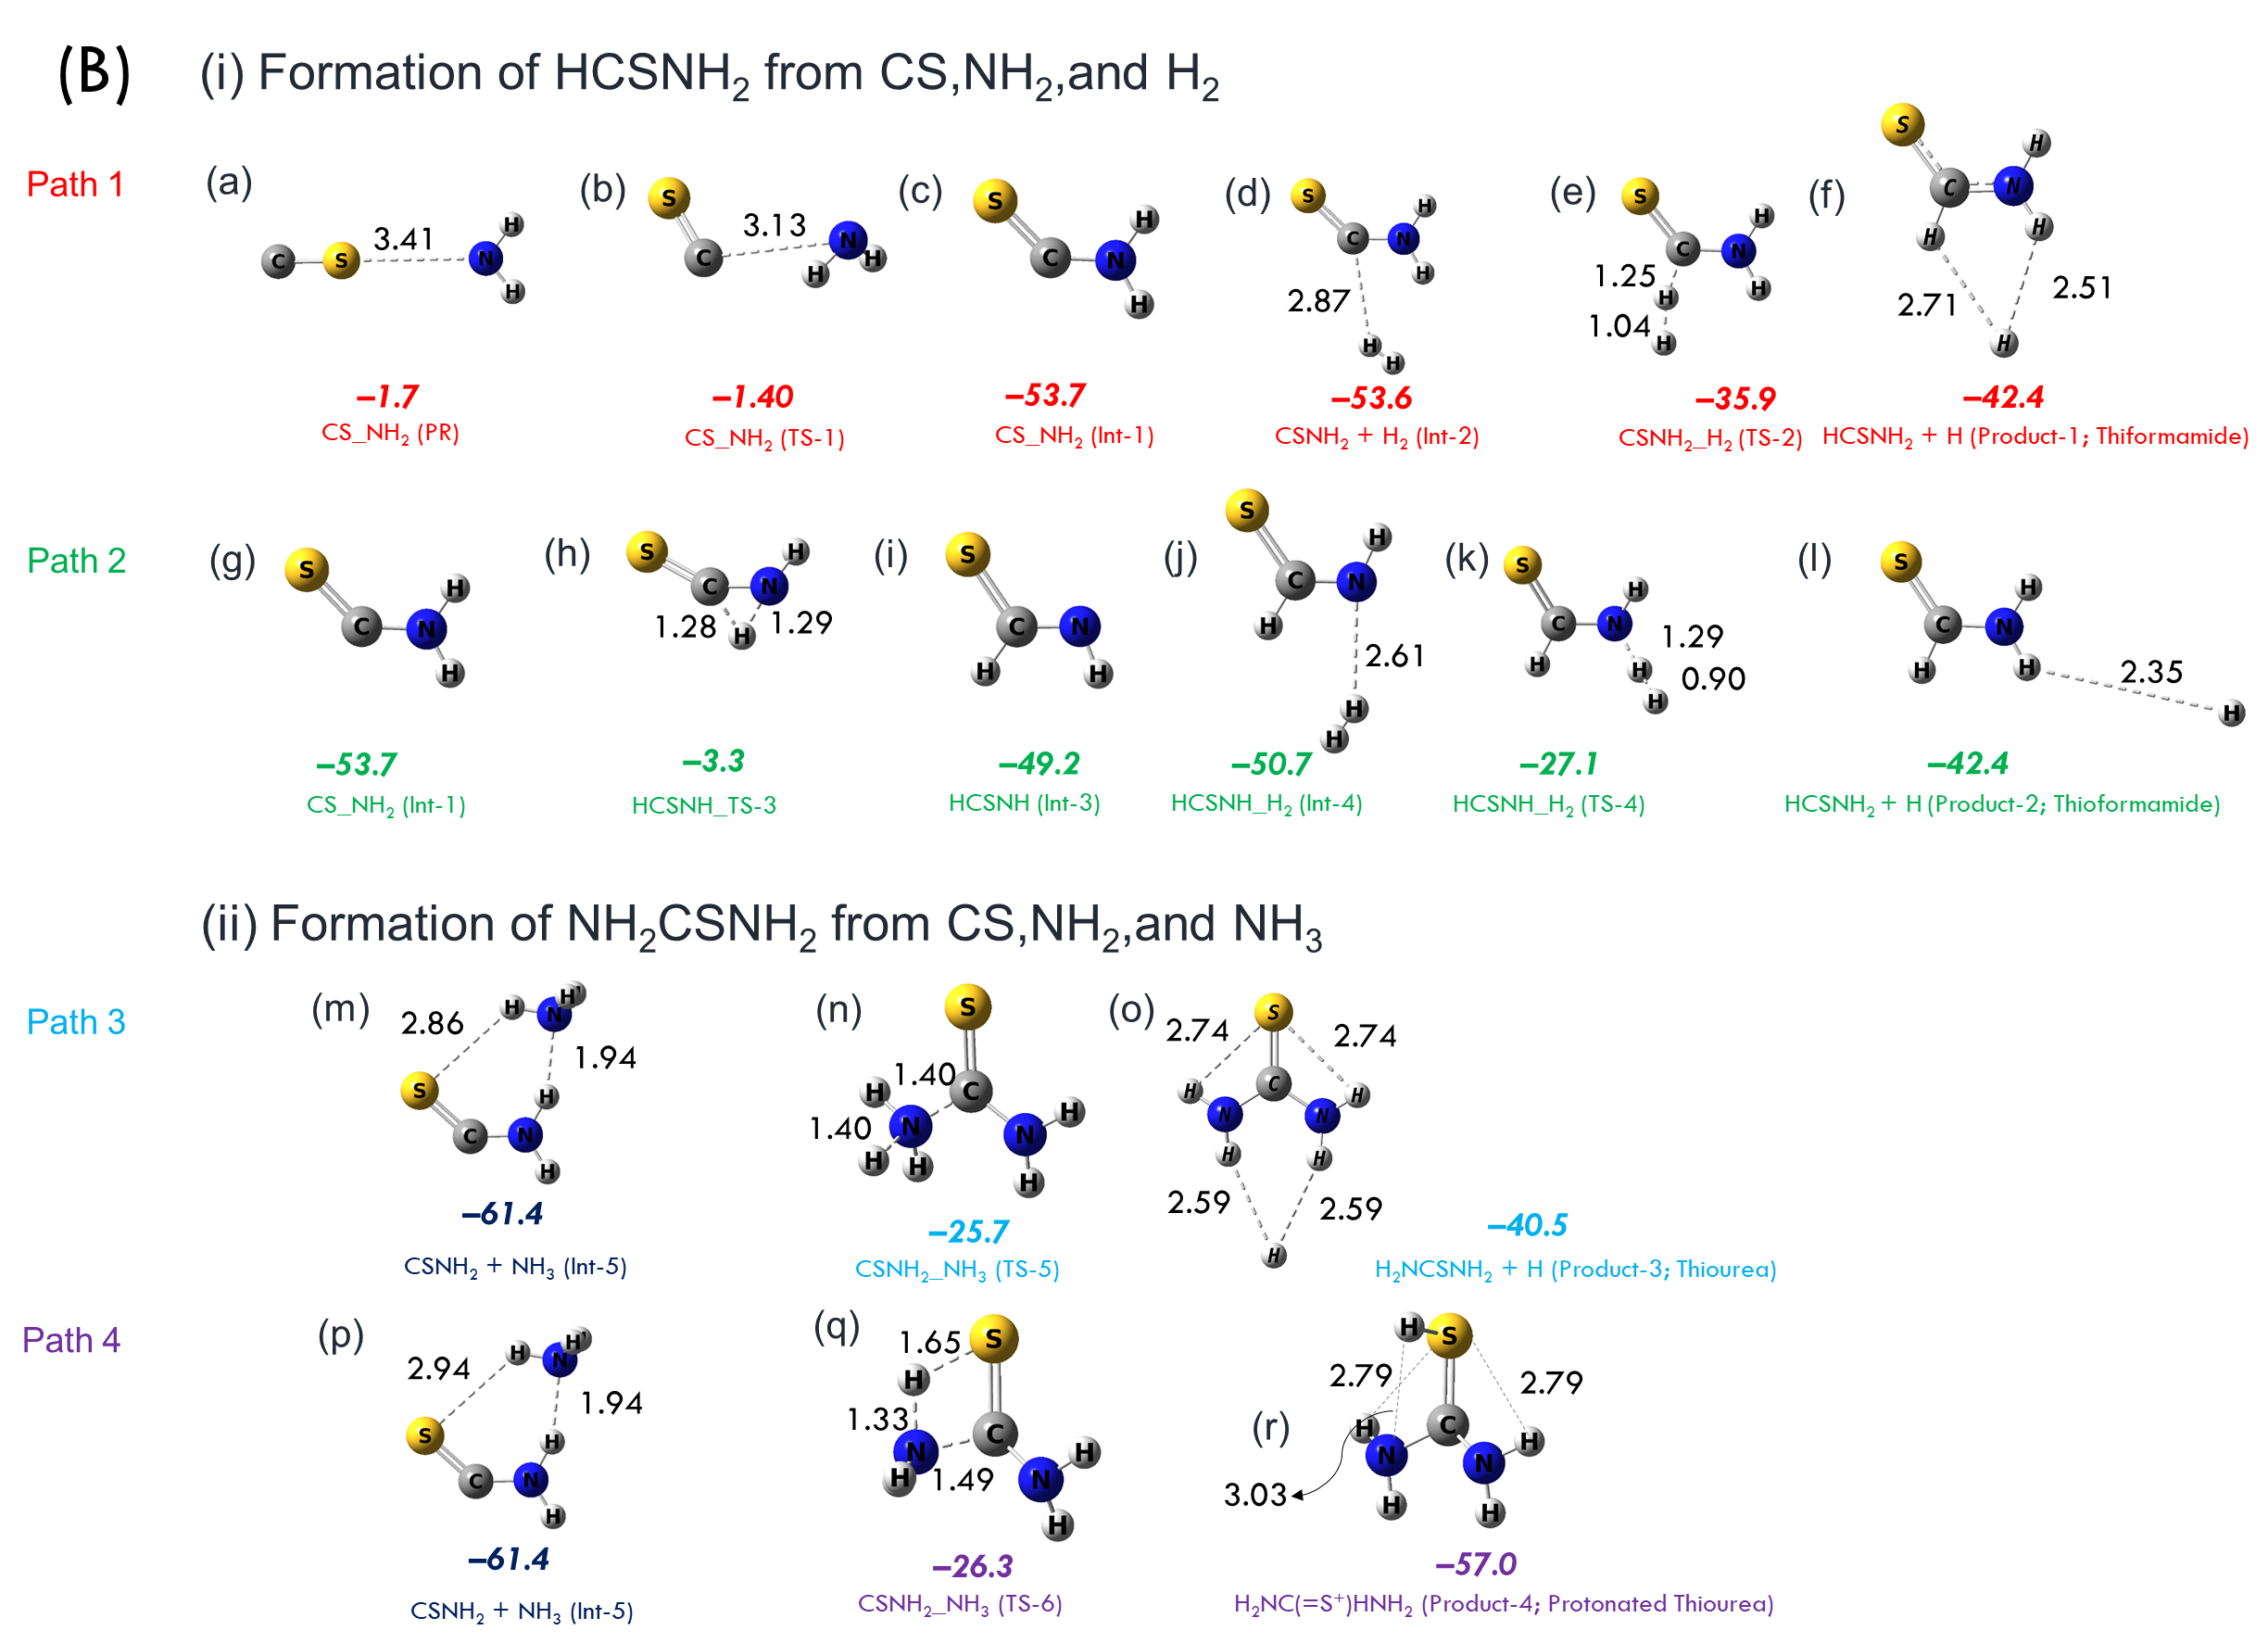 (B) (i) Formation of HCSNH₂ from CS,NH₂,and H₂
Path 1
(a) C S 3.41 N H H
(b) S C 3.13 N H H
(c) S C N H H
(d) S C N H H 2.87 H H
(e) S C N H H 1.25 H 1.04 H
(f) S C N H H H 2.71 2.51 H
–1.7 –1.40 –53.7 –53.6 –35.9 –42.4
CS_NH₂ (PR) CS_NH₂ (TS-1) CS_NH₂ (Int-1) CSNH₂ + H₂ (Int-2) CSNH₂_H₂ (TS-2) HCSNH₂ + H (Product-1; Thiformamide)
Path 2
(g) S C N H H
(h) S C N H 1.28 H 1.29
(i) S C N H H
(j) S C N H H 2.61 H H
(k) S C N H H 1.29 H 0.90 H
(l) S C N H H H 2.35 H
–53.7 –3.3 –49.2 –50.7 –27.1 –42.4
CS_NH₂ (Int-1) HCSNH_TS-3 HCSNH (Int-3) HCSNH_H₂ (Int-4) HCSNH_H₂ (TS-4) HCSNH₂ + H (Product-2; Thioformamide)
(ii) Formation of NH₂CSNH₂ from CS,NH₂,and NH₃
Path 3
(m) H N H H 2.86 1.94 S H C N H
(n) S 1.40 C H N 1.40 H H N H H
(o) S 2.74 2.74 H C H N N H H 2.59 2.59 H
–61.4 –25.7 –40.5
CSNH₂ + NH₃ (Int-5) CSNH₂_NH₃ (TS-5) H₂NCSNH₂ + H (Product-3; Thiourea)
Path 4
(p) H N H H 2.94 1.94 S H C N H
(q) S 1.65 H 1.33 C N H 1.49 N H H
(r) H S 2.79 2.79 H C H N N 3.03 H H
–61.4 –26.3 –57.0
CSNH₂ + NH₃ (Int-5) CSNH₂_NH₃ (TS-6) H₂NC(=S⁺)HNH₂ (Product-4; Protonated Thiourea)